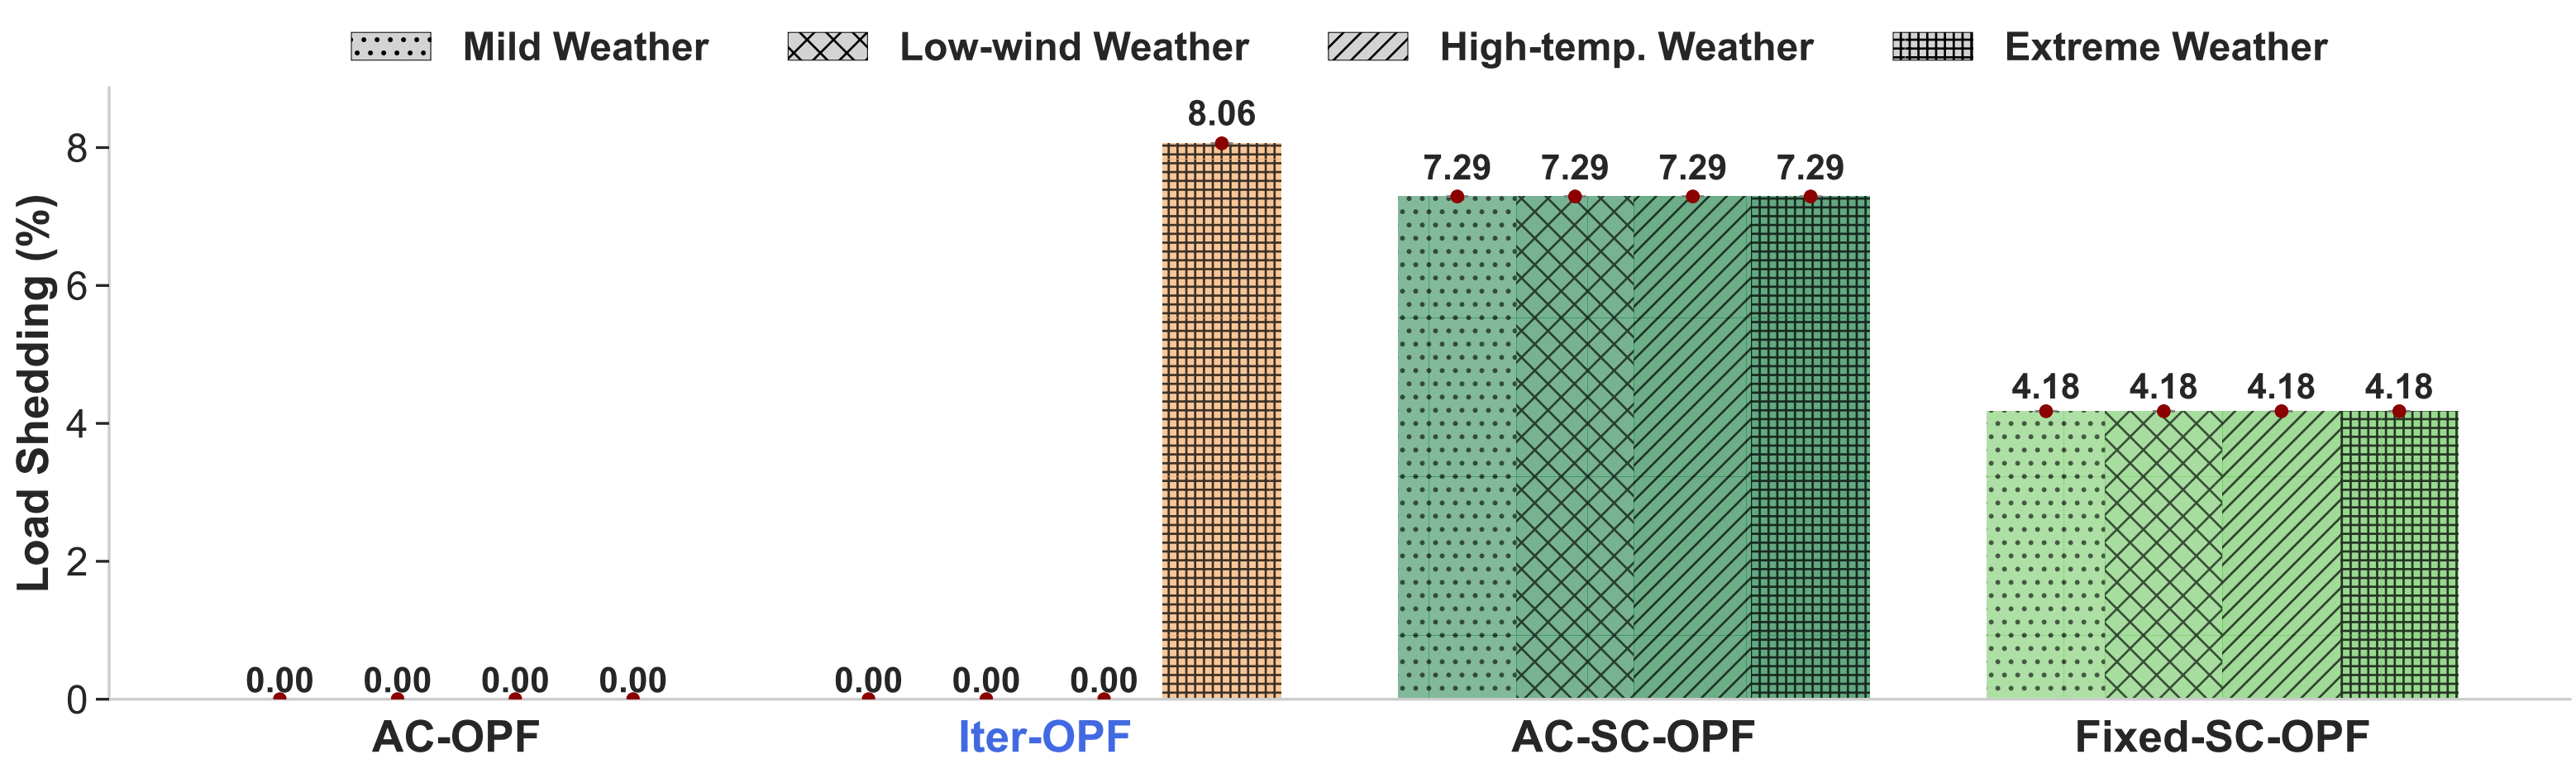 Mild Weather Low-wind Weather High-temp. Weather Extreme Weather
Load Shedding (%)
8
6
4
2
0
0.00 0.00 0.00 0.00
0.00 0.00 0.00 8.06
7.29 7.29 7.29 7.29
4.18 4.18 4.18 4.18
AC-OPF Iter-OPF AC-SC-OPF Fixed-SC-OPF